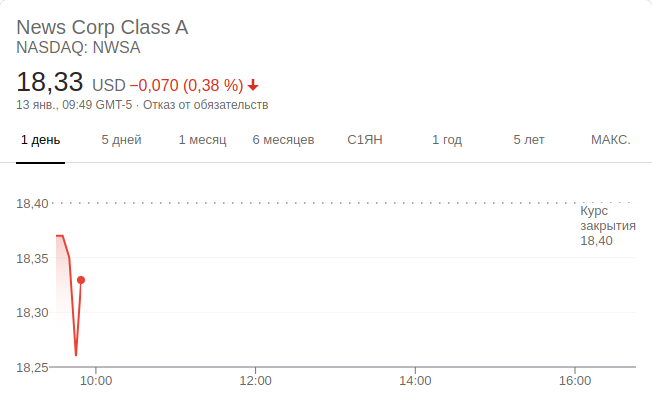 News Corp Class A
NASDAQ: NWSA
18,33 USD −0,070 (0,38 %)
13 янв., 09:49 GMT-5 · Отказ от обязательств
1 день 5 дней 1 месяц 6 месяцев С1ЯН 1 год 5 лет МАКС.
18,40
Курс
закрытия
18,40
18,35
18,30
18,25
10:00 12:00 14:00 16:00